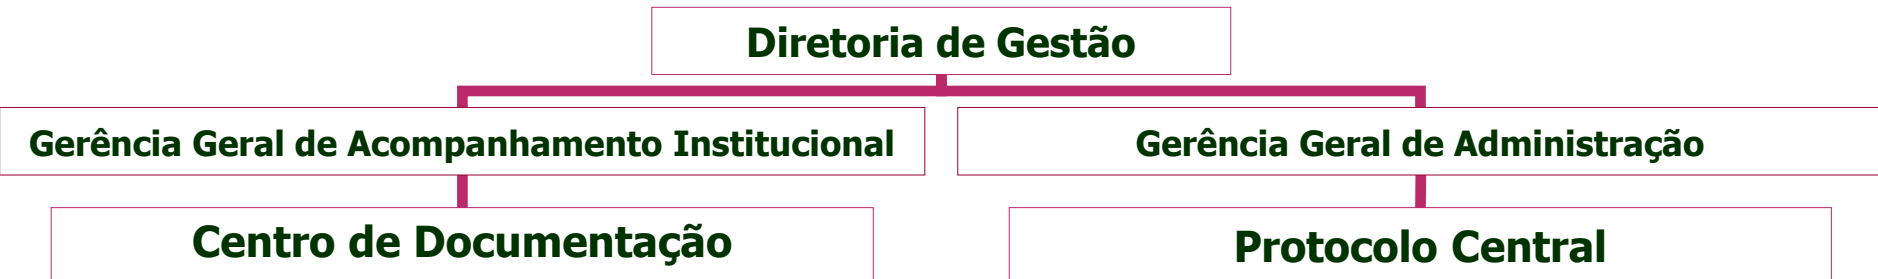 Diretoria de Gestão
Gerência Geral de Acompanhamento Institucional
Gerência Geral de Administração
Centro de Documentação
Protocolo Central